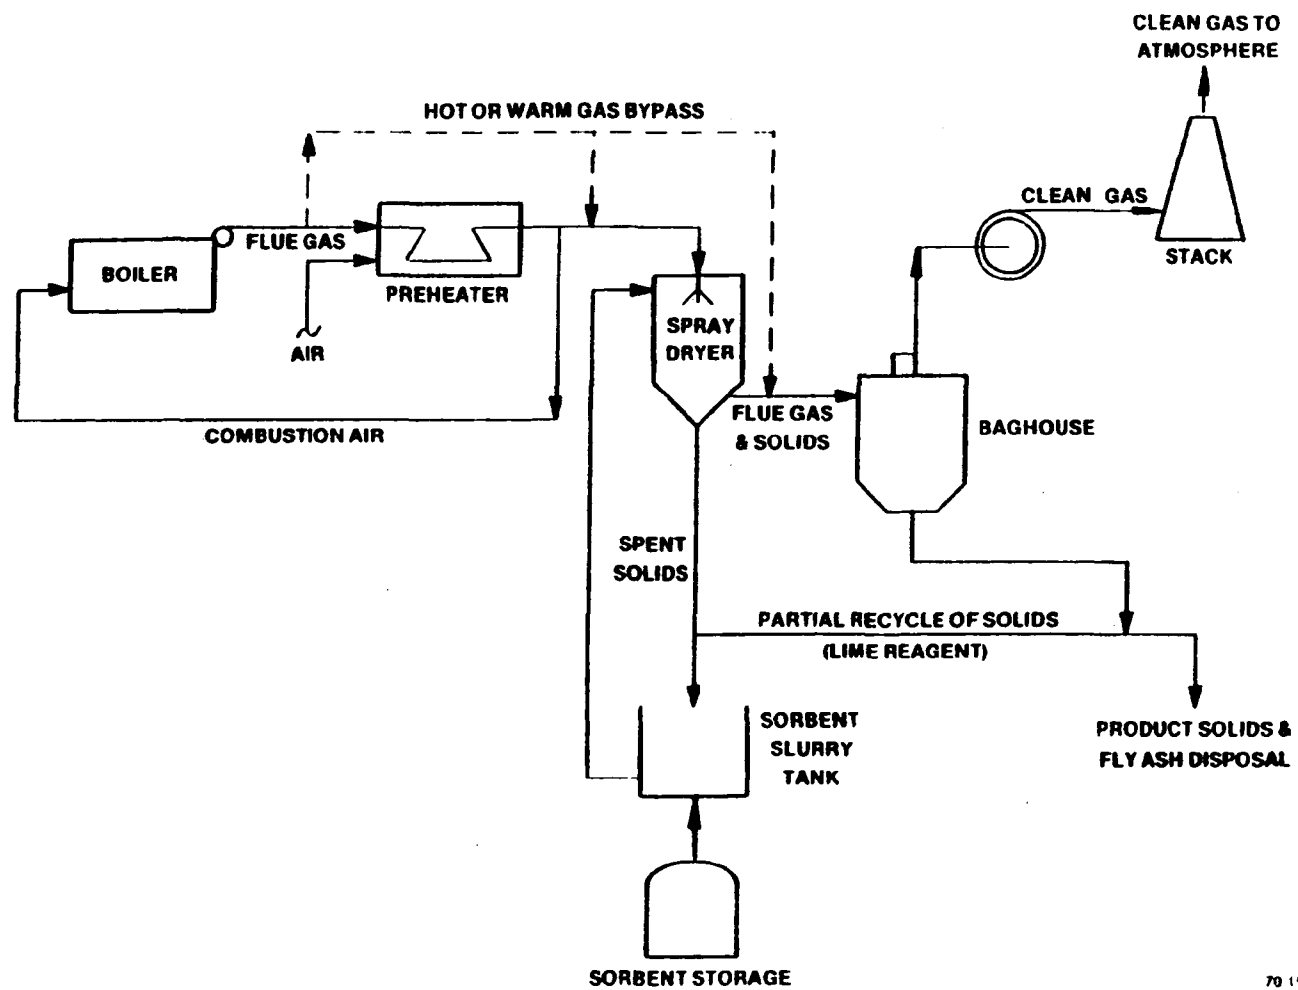 CLEAN GAS TO
ATMOSPHERE
HOT OR WARM GAS BYPASS
CLEAN GAS
FLUE GAS
STACK
BOILER
PREHEATER
SPRAY
DRYER
AIR
FLUE GAS
& SOLIDS
BAGHOUSE
COMBUSTION AIR
SPENT
SOLIDS
PARTIAL RECYCLE OF SOLIDS
(LIME REAGENT)
SORBENT
SLURRY
TANK
PRODUCT SOLIDS &
FLY ASH DISPOSAL
SORBENT STORAGE
70